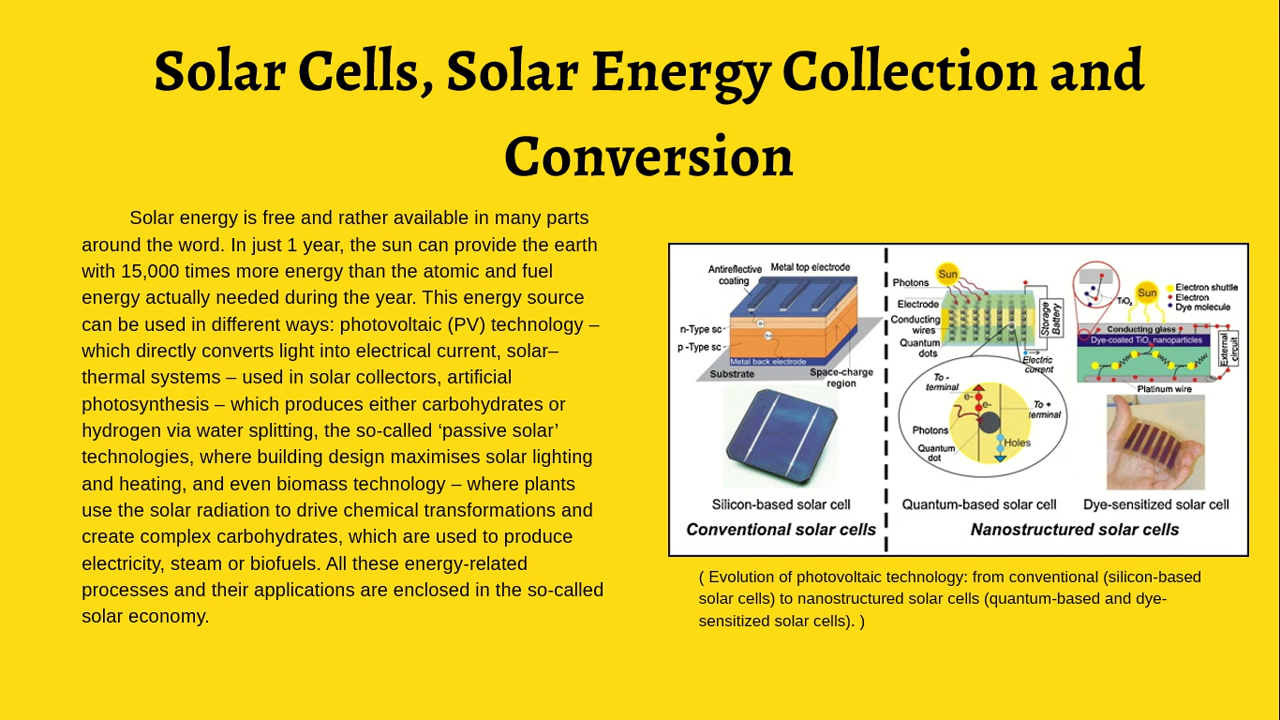 Solar Cells, Solar Energy Collection and
Conversion
Solar energy is free and rather available in many parts
around the word. In just 1 year, the sun can provide the earth
with 15,000 times more energy than the atomic and fuel
energy actually needed during the year. This energy source
can be used in different ways: photovoltaic (PV) technology –
which directly converts light into electrical current, solar–
thermal systems – used in solar collectors, artificial
photosynthesis – which produces either carbohydrates or
hydrogen via water splitting, the so-called ‘passive solar’
technologies, where building design maximises solar lighting
and heating, and even biomass technology – where plants
use the solar radiation to drive chemical transformations and
create complex carbohydrates, which are used to produce
electricity, steam or biofuels. All these energy-related
processes and their applications are enclosed in the so-called
solar economy.
Antireflective
coating
Metal top electrode
n-Type sc
p -Type sc
e-
Metal back electrode
Substrate
Space-charge
region
Silicon-based solar cell
Conventional solar cells
Sun
Photons
Electrode
Conducting
wires
Quantum
dots
Storage
Battery
Electric
current
To -
terminal
e-
e-
To +
terminal
Photons
Quantum
dot
Holes
Quantum-based solar cell
Sun
TiO2
Electron shuttle
Electron
Dye molecule
Conducting glass
Dye-coated TiO2 nanoparticles
External
circuit
Platinum wire
Dye-sensitized solar cell
Nanostructured solar cells
( Evolution of photovoltaic technology: from conventional (silicon-based
solar cells) to nanostructured solar cells (quantum-based and dye-
sensitized solar cells). )